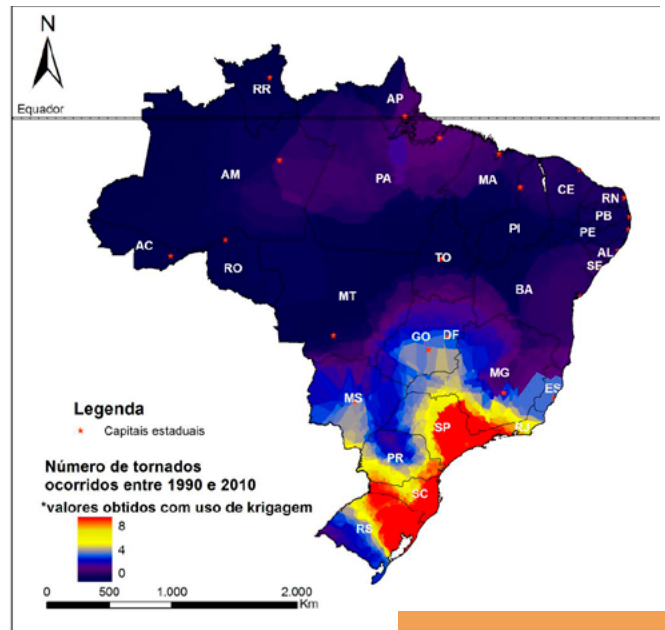 N
RR
AP
Equador
AM
PA
MA
CE
RN
PB
PI
PE
AC
AL
TO
SE
RO
BA
MT
GO
DF
MG
ES
MS
Legenda
Capitais estaduais
SP
RJ
PR
Número de tornados
ocorridos entre 1990 e 2010
*valores obtidos com uso de krigagem
SC
8
RS
4
0
0 500 1.000 2.000
Km